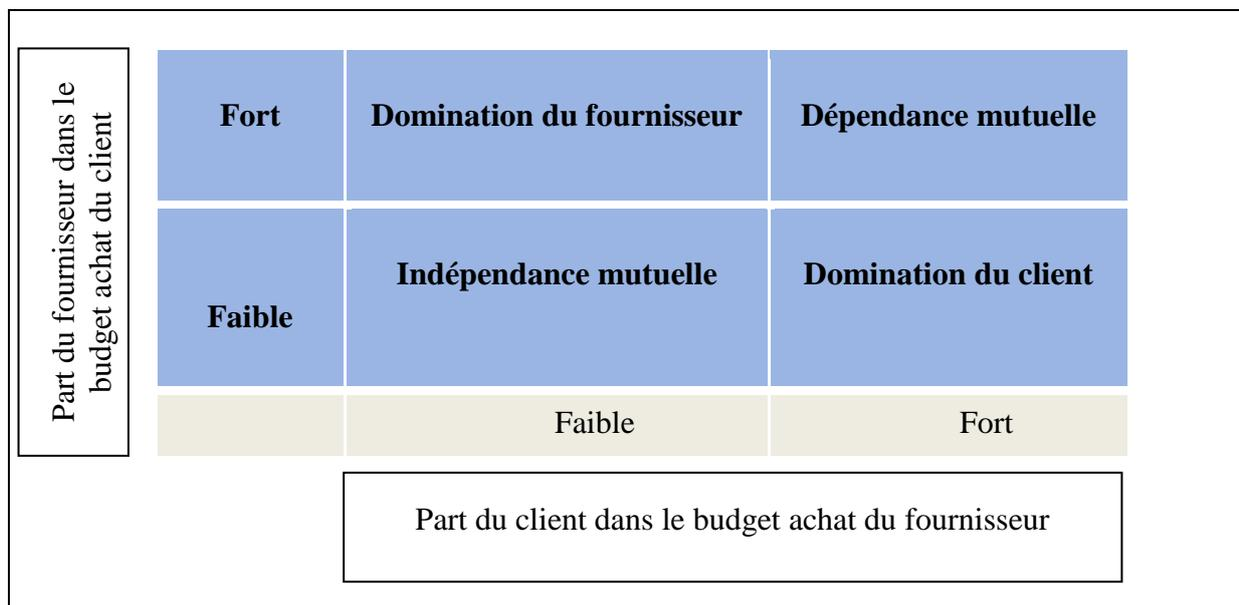 Part du fournisseur dans le
budget achat du client
Fort
Domination du fournisseur
Dépendance mutuelle
Faible
Indépendance mutuelle
Domination du client
Faible
Fort
Part du client dans le budget achat du fournisseur